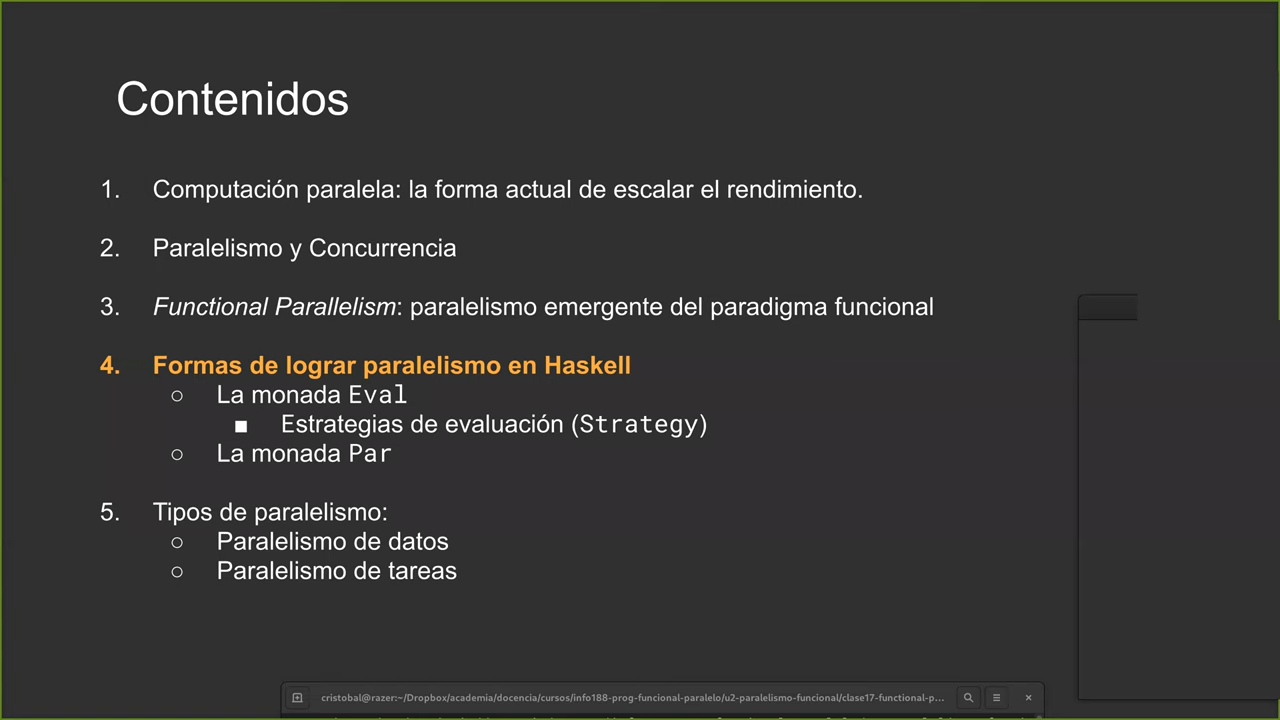 Contenidos
1. Computación paralela: la forma actual de escalar el rendimiento.
2. Paralelismo y Concurrencia
3. Functional Parallelism: paralelismo emergente del paradigma funcional
4. Formas de lograr paralelismo en Haskell
○ La monada Eval
■ Estrategias de evaluación (Strategy)
○ La monada Par
5. Tipos de paralelismo:
○ Paralelismo de datos
○ Paralelismo de tareas
cristobal@razer:~/Dropbox/academia/docencia/cursos/info188-prog-funcional-paralelo/u2-paralelismo-funcional/clase17-functional-p...